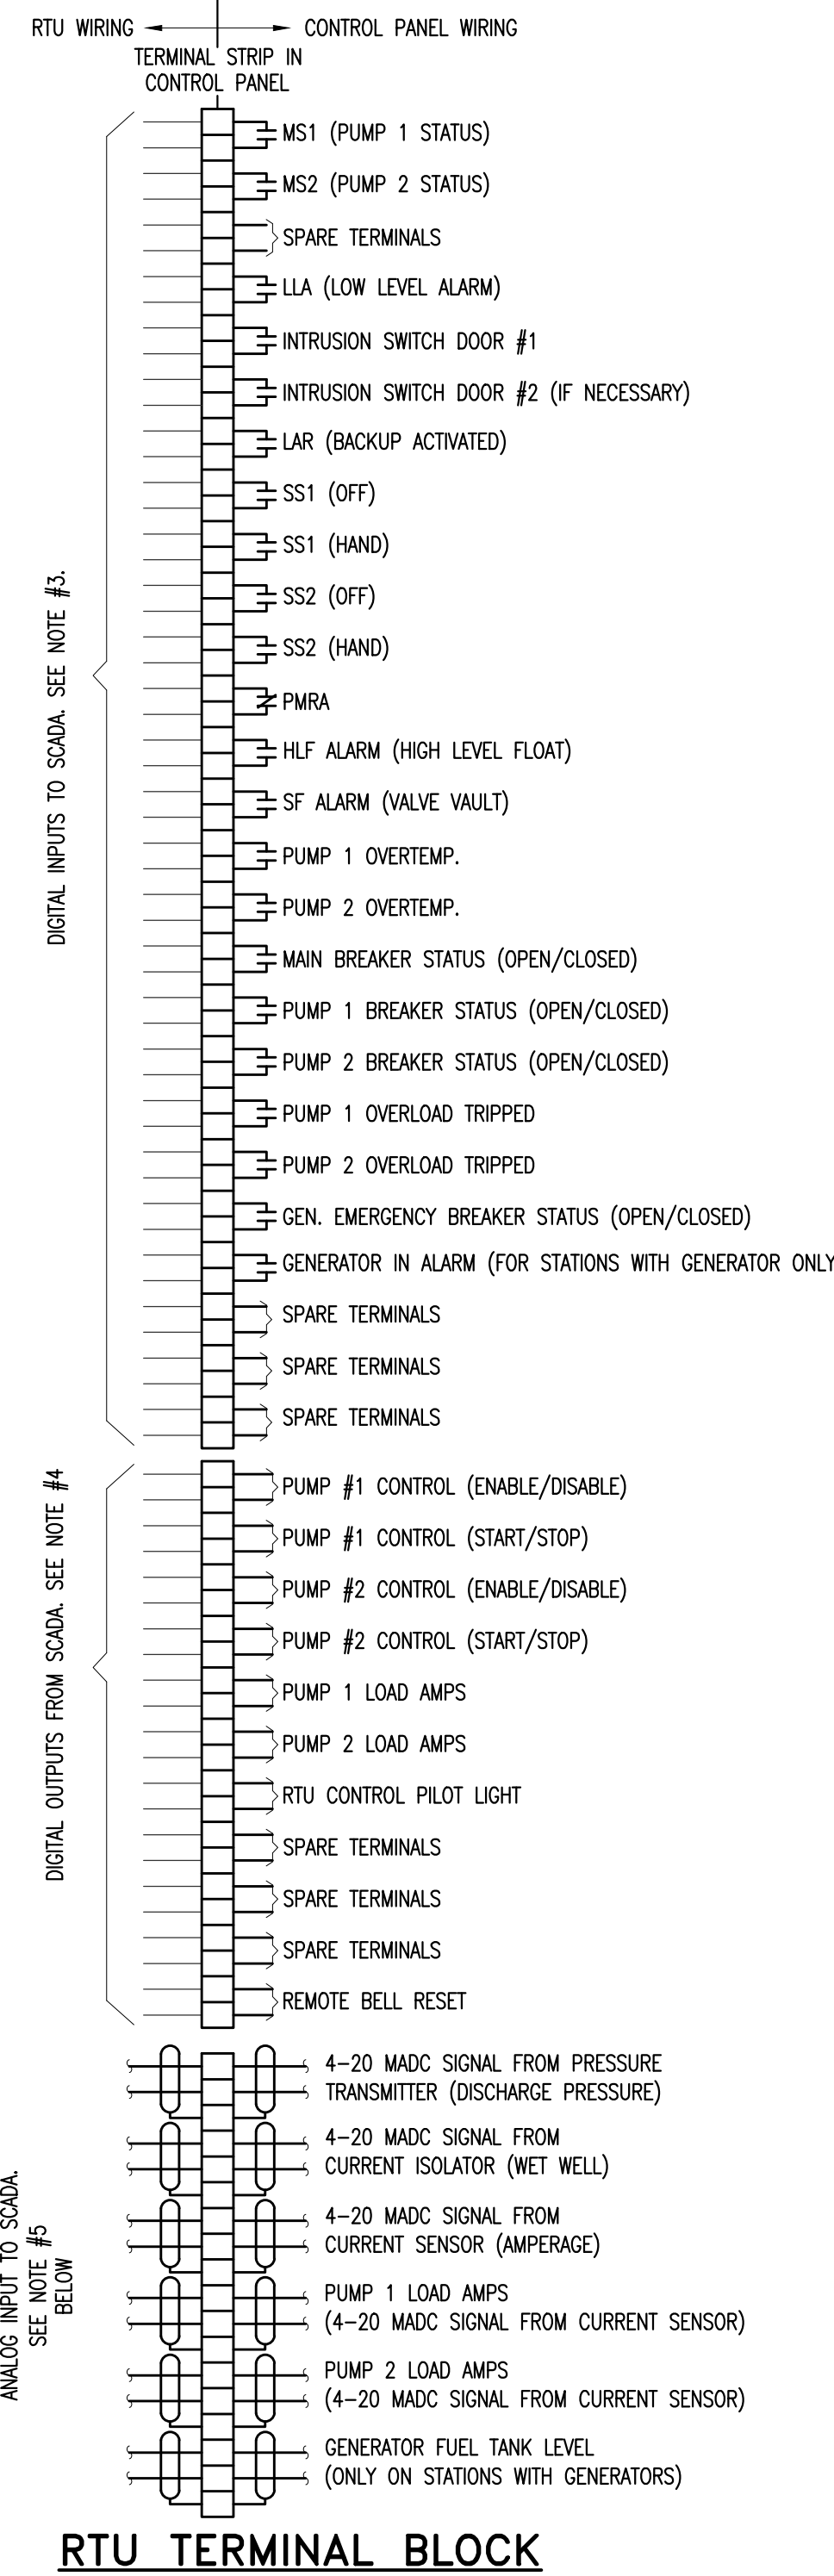 RTU WIRING
CONTROL PANEL WIRING
TERMINAL STRIP IN
CONTROL PANEL
DIGITAL INPUTS TO SCADA. SEE NOTE #3.
MS1 (PUMP 1 STATUS)
MS2 (PUMP 2 STATUS)
SPARE TERMINALS
LLA (LOW LEVEL ALARM)
INTRUSION SWITCH DOOR #1
INTRUSION SWITCH DOOR #2 (IF NECESSARY)
LAR (BACKUP ACTIVATED)
SS1 (OFF)
SS1 (HAND)
SS2 (OFF)
SS2 (HAND)
PMRA
HLF ALARM (HIGH LEVEL FLOAT)
SF ALARM (VALVE VAULT)
PUMP 1 OVERTEMP.
PUMP 2 OVERTEMP.
MAIN BREAKER STATUS (OPEN/CLOSED)
PUMP 1 BREAKER STATUS (OPEN/CLOSED)
PUMP 2 BREAKER STATUS (OPEN/CLOSED)
PUMP 1 OVERLOAD TRIPPED
PUMP 2 OVERLOAD TRIPPED
GEN. EMERGENCY BREAKER STATUS (OPEN/CLOSED)
GENERATOR IN ALARM (FOR STATIONS WITH GENERATOR ONLY
SPARE TERMINALS
SPARE TERMINALS
SPARE TERMINALS
DIGITAL OUTPUTS FROM SCADA. SEE NOTE #4
PUMP #1 CONTROL (ENABLE/DISABLE)
PUMP #1 CONTROL (START/STOP)
PUMP #2 CONTROL (ENABLE/DISABLE)
PUMP #2 CONTROL (START/STOP)
PUMP 1 LOAD AMPS
PUMP 2 LOAD AMPS
RTU CONTROL PILOT LIGHT
SPARE TERMINALS
SPARE TERMINALS
SPARE TERMINALS
REMOTE BELL RESET
ANALOG INPUT TO SCADA.
SEE NOTE #5
BELOW
4-20 MADC SIGNAL FROM PRESSURE
TRANSMITTER (DISCHARGE PRESSURE)
4-20 MADC SIGNAL FROM
CURRENT ISOLATOR (WET WELL)
4-20 MADC SIGNAL FROM
CURRENT SENSOR (AMPERAGE)
PUMP 1 LOAD AMPS
(4-20 MADC SIGNAL FROM CURRENT SENSOR)
PUMP 2 LOAD AMPS
(4-20 MADC SIGNAL FROM CURRENT SENSOR)
GENERATOR FUEL TANK LEVEL
(ONLY ON STATIONS WITH GENERATORS)
RTU TERMINAL BLOCK